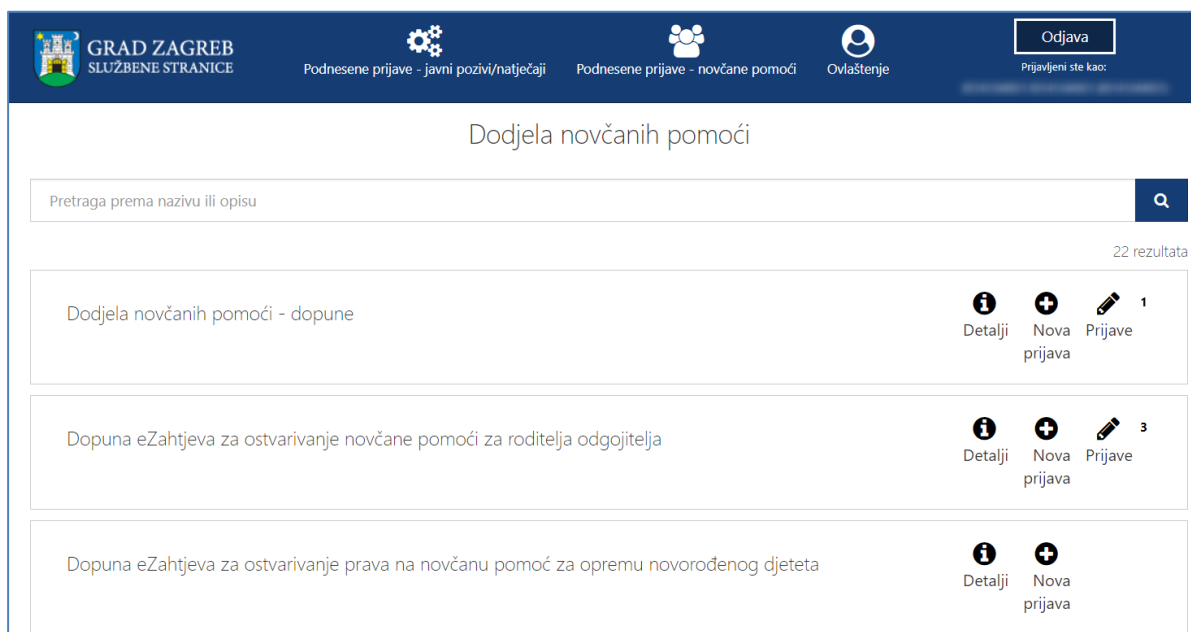 GRAD ZAGREB
SLUŽBENE STRANICE
Podnesene prijave - javni pozivi/natječaji
Podnesene prijave - novčane pomoći
Ovlaštenje
Odjava
Prijavljeni ste kao:
Dodjela novčanih pomoći
Pretraga prema nazivu ili opisu
22 rezultata
Dodjela novčanih pomoći - dopune
Detalji
Nova
prijava
Prijave
1
Dopuna eZahtjeva za ostvarivanje novčane pomoći za roditelja odgojitelja
Detalji
Nova
prijava
Prijave
3
Dopuna eZahtjeva za ostvarivanje prava na novčanu pomoć za opremu novorođenog djeteta
Detalji
Nova
prijava